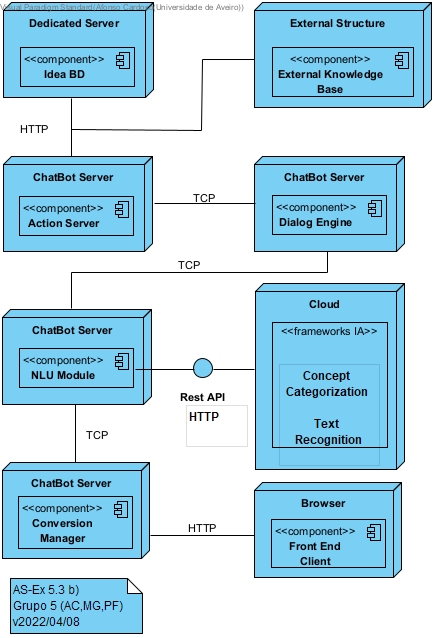 Visual Paradigm Standard(Afonso Cardoso(Universidade de Aveiro))
Dedicated Server
<<component>>
Idea BD
External Structure
<<component>>
External Knowledge
Base
HTTP
ChatBot Server
<<component>>
Action Server
TCP
ChatBot Server
<<component>>
Dialog Engine
TCP
ChatBot Server
<<component>>
NLU Module
Rest API
HTTP
Cloud
<<frameworks IA>>
Concept
Categorization
Text
Recognition
TCP
ChatBot Server
<<component>>
Conversion
Manager
HTTP
Browser
<<component>>
Front End
Client
AS-Ex 5.3 b)
Grupo 5 (AC,MG,PF)
v2022/04/08